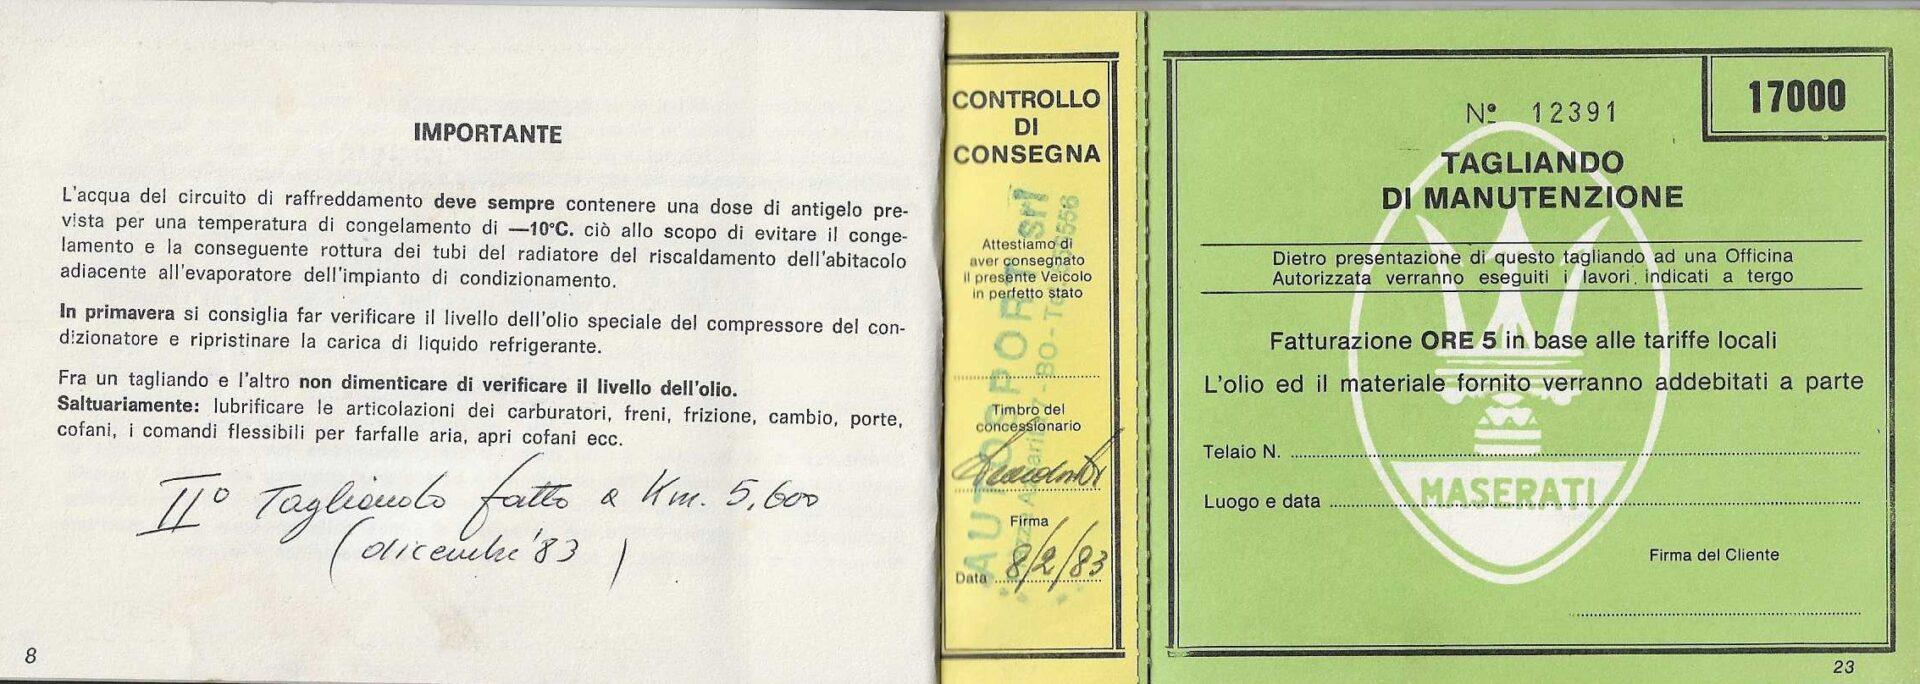 IMPORTANTE
L'acqua del circuito di raffreddamento deve sempre contenere una dose di antigelo pre-
vista per una temperatura di congelamento di —10°C. ciò allo scopo di evitare il conge-
lamento e la conseguente rottura dei tubi del radiatore del riscaldamento dell'abitacolo
adiacente all'evaporatore dell'impianto di condizionamento.
In primavera si consiglia far verificare il livello dell'olio speciale del compressore del con-
dizionatore e ripristinare la carica di liquido refrigerante.
Fra un tagliando e l'altro non dimenticare di verificare il livello dell'olio.
Saltuariamente: lubrificare le articolazioni dei carburatori, freni, frizione, cambio, porte,
cofani, i comandi flessibili per farfalle aria, apri cofani ecc.
II° Tagliando fatto a Km. 5,600
(dicembre '83)
8
CONTROLLO
DI
CONSEGNA
Attestiamo di
aver consegnato
il presente Veicolo
in perfetto stato
Timbro del
concessionario
Firma
Data 8/2/83
AUTOSPORT srl
17000
Nº 12391
TAGLIANDO
DI MANUTENZIONE
Dietro presentazione di questo tagliando ad una Officina
Autorizzata verranno eseguiti i lavori indicati a tergo
Fatturazione ORE 5 in base alle tariffe locali
L'olio ed il materiale fornito verranno addebitati a parte
Telaio N.
Luogo e data
MASERATI
Firma del Cliente
23